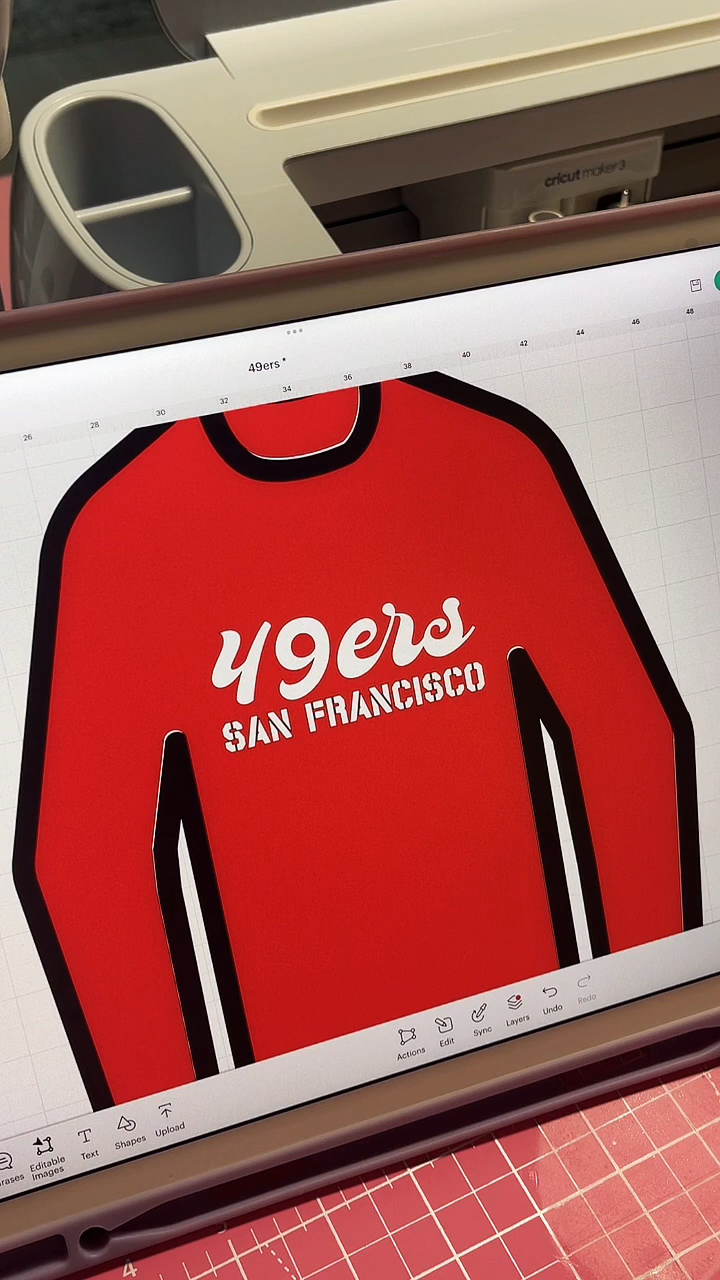 cricut maker 3
49ers*
26 28 30 32 34 36 38 40 42 44 46 48
49ers
SAN FRANCISCO
Actions Edit Sync Layers Undo Redo
Editable Images Text Shapes Upload
4